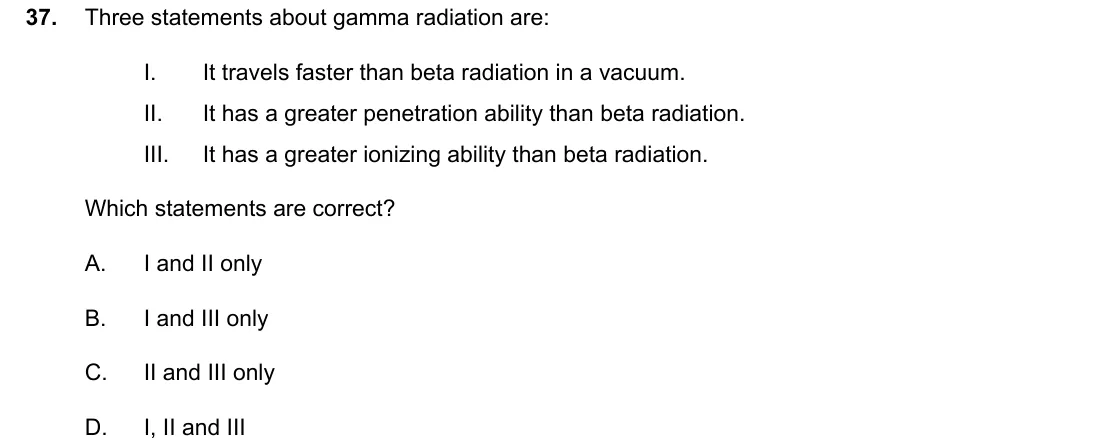 37. Three statements about gamma radiation are:
I. It travels faster than beta radiation in a vacuum.
II. It has a greater penetration ability than beta radiation.
III. It has a greater ionizing ability than beta radiation.
Which statements are correct?
A. I and II only
B. I and III only
C. II and III only
D. I, II and III